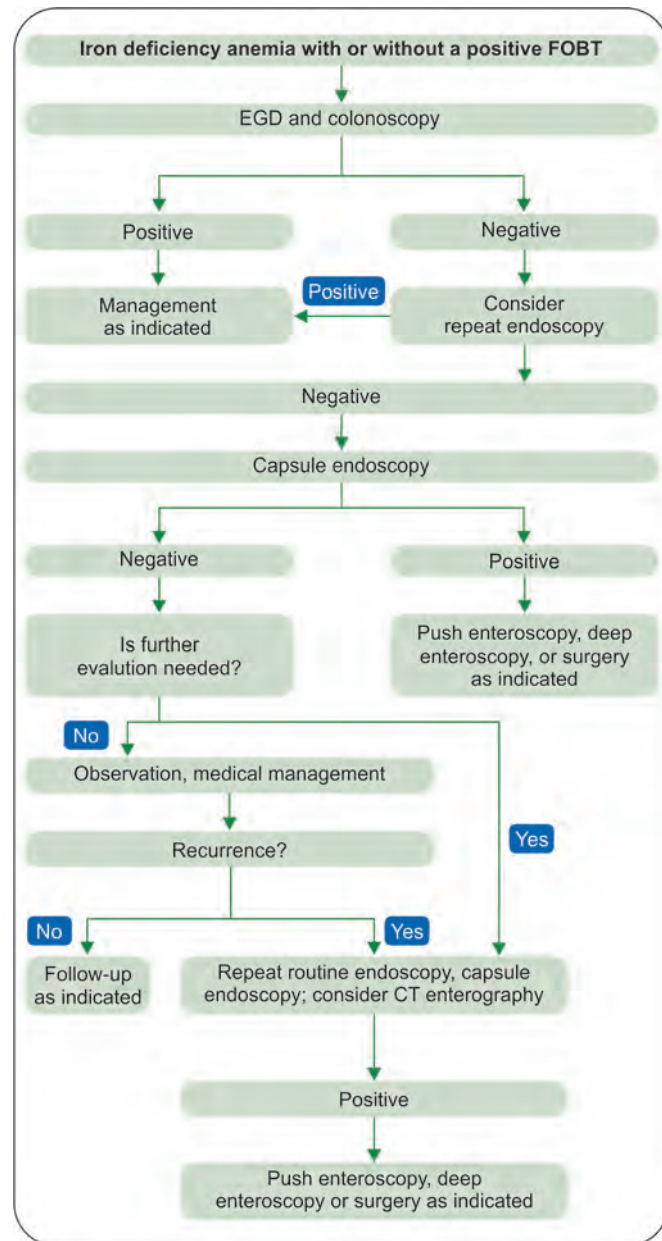 Iron deficiency anemia with or without a positive FOBT
EGD and colonoscopy
Positive
Negative
Management
as indicated
Positive
Consider
repeat endoscopy
Negative
Capsule endoscopy
Negative
Positive
Is further
evalution needed?
Push enteroscopy, deep
enteroscopy, or surgery
as indicated
No
Observation, medical management
Yes
Recurrence?
No
Yes
Follow-up
as indicated
Repeat routine endoscopy, capsule
endoscopy; consider CT enterography
Positive
Push enteroscopy, deep
enteroscopy or surgery as indicated